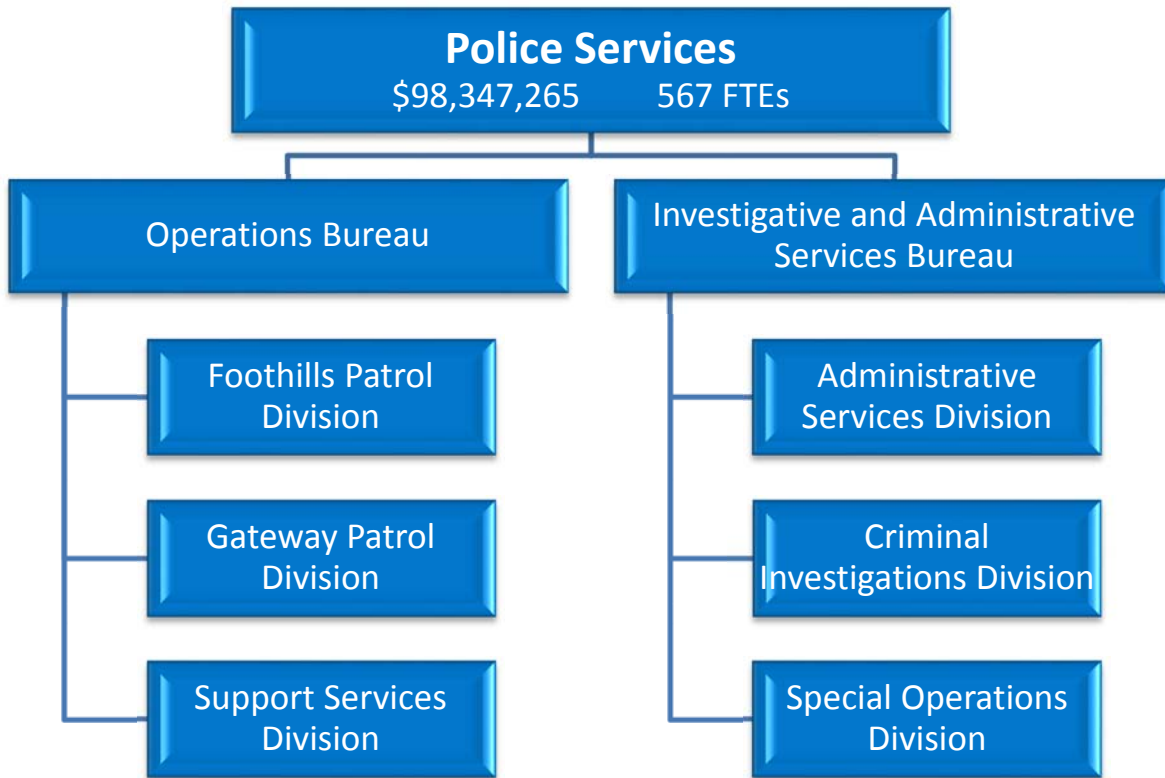 Police Services
$98,347,265 567 FTEs
Operations Bureau
Investigative and Administrative
Services Bureau
Foothills Patrol
Division
Administrative
Services Division
Gateway Patrol
Division
Criminal
Investigations Division
Support Services
Division
Special Operations
Division